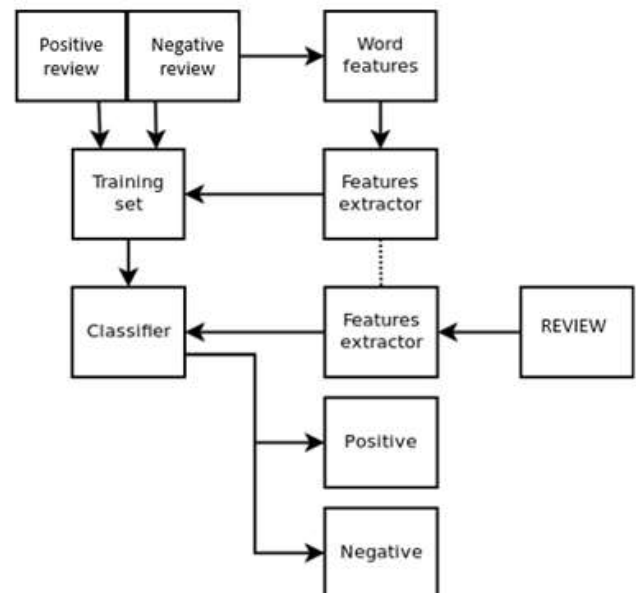 Positive
review
Negative
review
Word
features
Training
set
Features
extractor
Classifier
Features
extractor
REVIEW
Positive
Negative